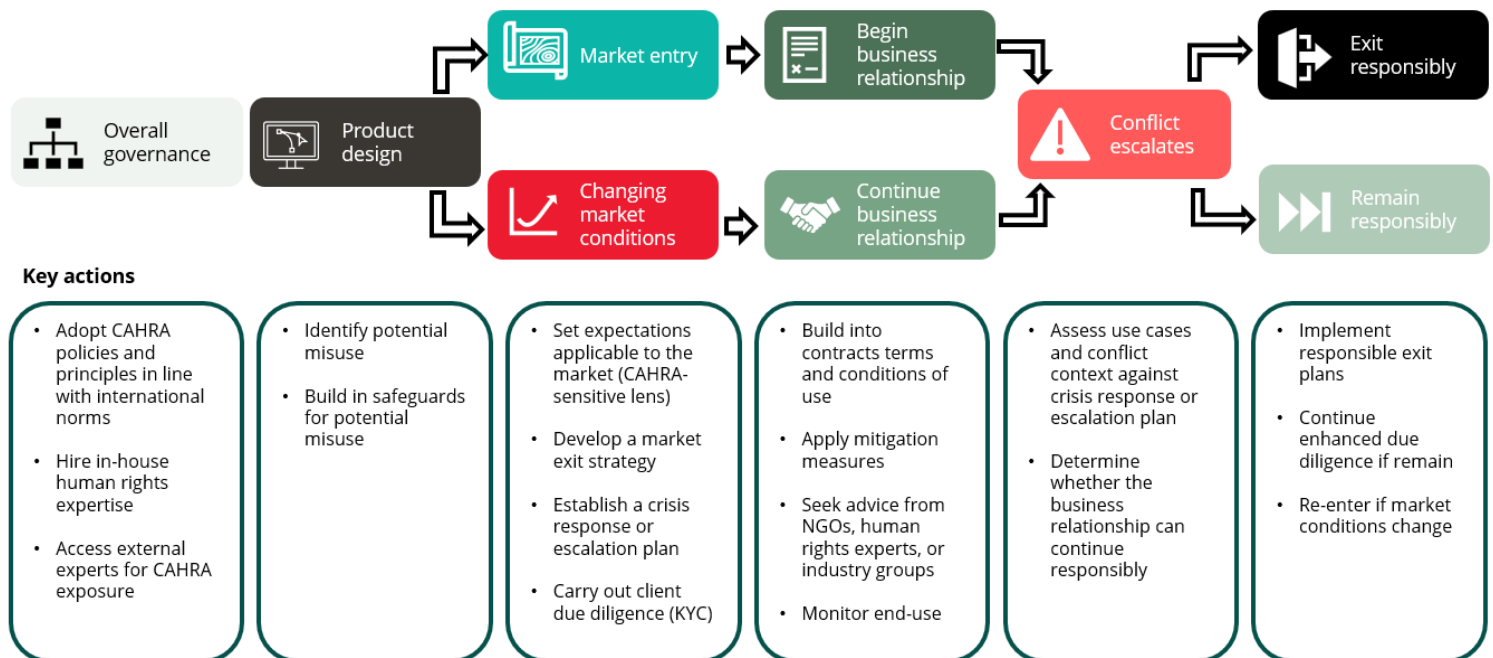 Overall
governance
Product
design
Market entry
Begin
business
relationship
Changing
market
conditions
Continue
business
relationship
Conflict
escalates
Exit
responsibly
Remain
responsibly
Key actions
• Adopt CAHRA
policies and
principles in line
with international
norms
• Hire in-house
human rights
expertise
• Access external
experts for CAHRA
exposure
• Identify potential
misuse
• Build in safeguards
for potential
misuse
• Set expectations
applicable to the
market (CAHRA-
sensitive lens)
• Develop a market
exit strategy
• Establish a crisis
response or
escalation plan
• Carry out client
due diligence (KYC)
• Build into
contracts terms
and conditions of
use
• Apply mitigation
measures
• Seek advice from
NGOs, human
rights experts, or
industry groups
• Monitor end-use
• Assess use cases
and conflict
context against
crisis response or
escalation plan
• Determine
whether the
business
relationship can
continue
responsibly
• Implement
responsible exit
plans
• Continue
enhanced due
diligence if remain
• Re-enter if market
conditions change